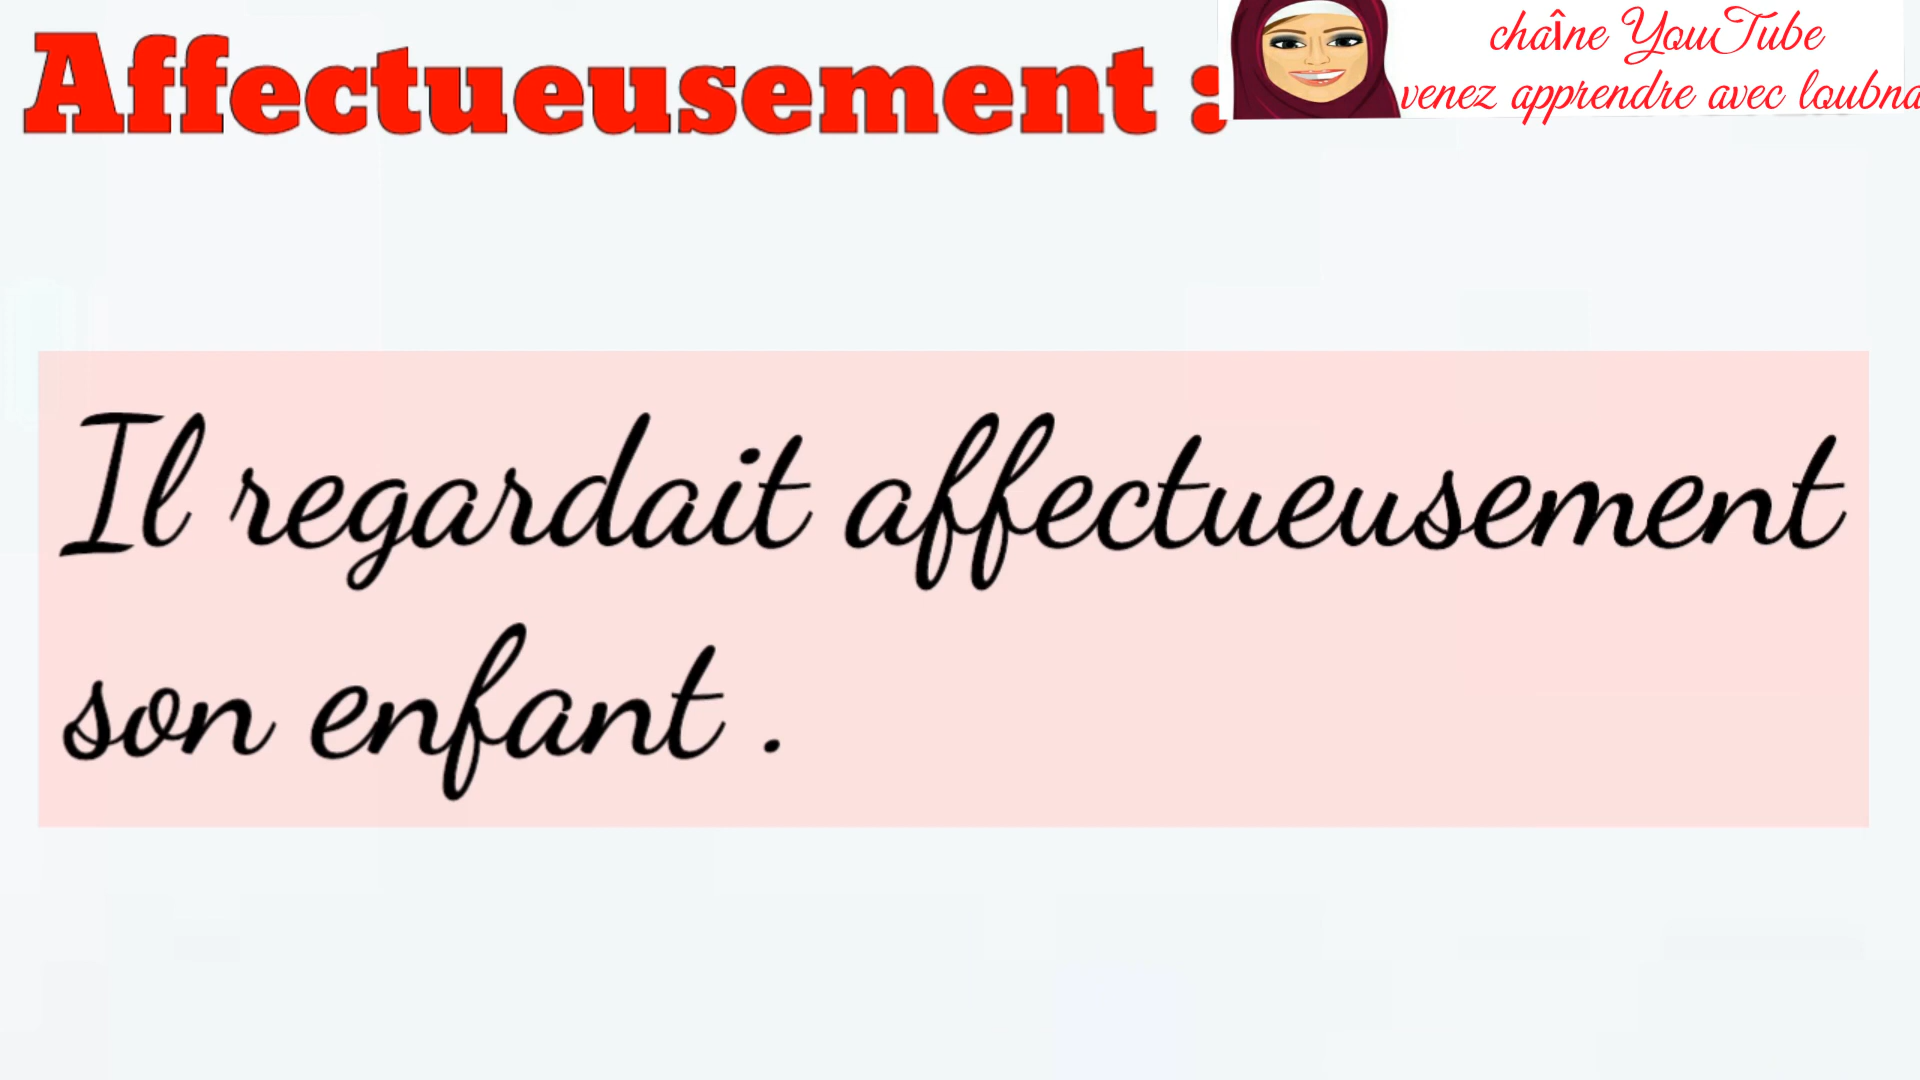 Affectueusement :
chaîne YouTube
venez apprendre avec loubna
Il regardait affectueusement
son enfant .